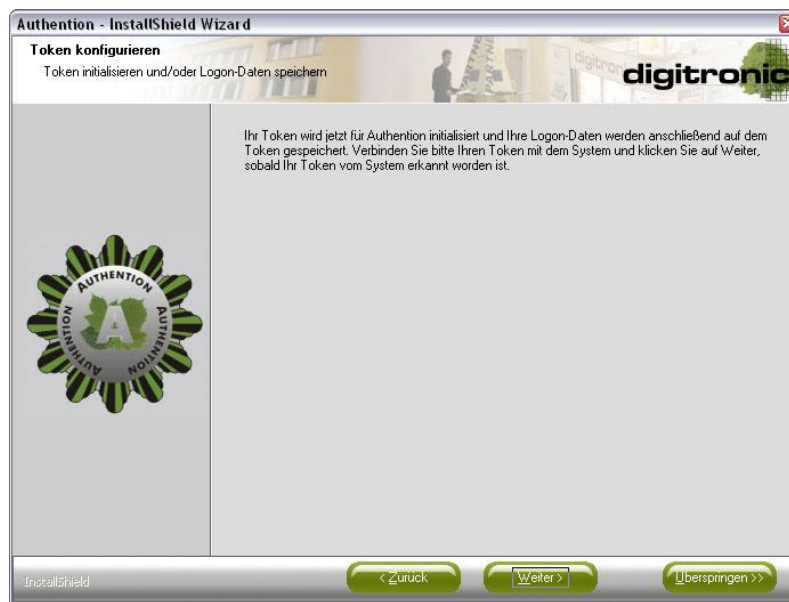 Authention - InstallShield Wizard
Token konfigurieren
Token initialisieren und/oder Logon-Daten speichern
digitronic
PARTNE
digitron
Ihr Token wird jetzt für Authention initialisiert und Ihre Logon-Daten werden anschließend auf dem
Token gespeichert. Verbinden Sie bitte Ihren Token mit dem System und klicken Sie auf Weiter,
sobald Ihr Token vom System erkannt worden ist.
AUTHENTION
AUTHENTION
AUTHENTION
A
InstallShield
< Zurück
Weiter >
Überspringen >>